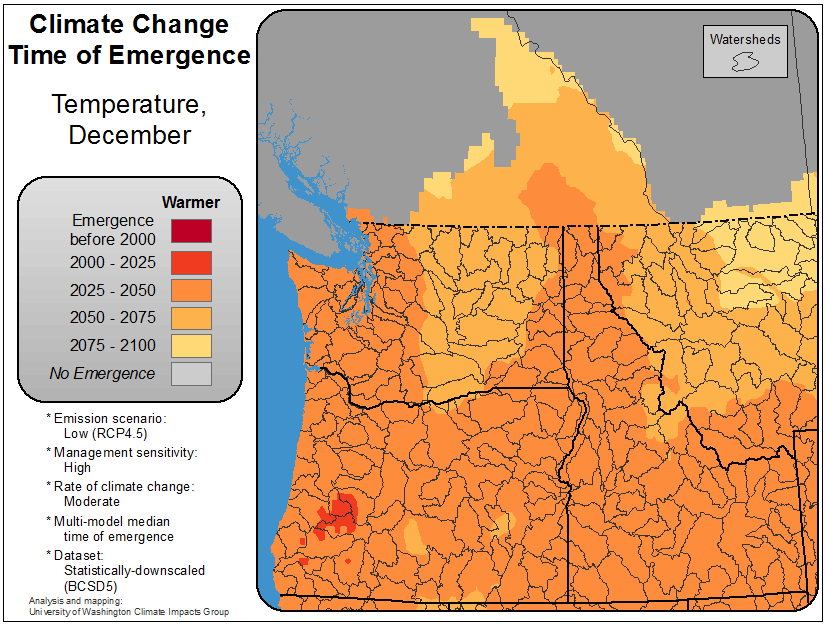 Climate Change
Time of Emergence
Temperature,
December
Warmer
Emergence
before 2000
2000 - 2025
2025 - 2050
2050 - 2075
2075 - 2100
No Emergence
* Emission scenario:
Low (RCP4.5)
* Management sensitivity:
High
* Rate of climate change:
Moderate
* Multi-model median
time of emergence
* Dataset:
Statistically-downscaled
(BCSD5)
Analysis and mapping:
University of Washington Climate Impacts Group
Watersheds